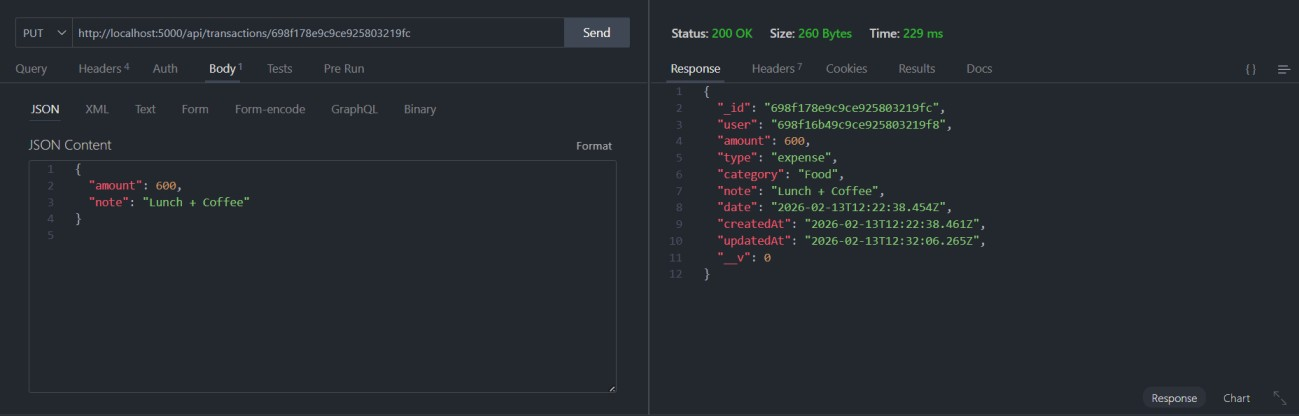 PUT http://localhost:5000/api/transactions/698f178e9c9ce925803219fc Send
Query Headers 4 Auth Body 1 Tests Pre Run
JSON XML Text Form Form-encode GraphQL Binary
JSON Content Format
1 {
2 "amount": 600,
3 "note": "Lunch + Coffee"
4 }
5
Status: 200 OK Size: 260 Bytes Time: 229 ms
Response Headers 7 Cookies Results Docs { }
1 {
2 "_id": "698f178e9c9ce925803219fc",
3 "user": "698f16b49c9ce925803219f8",
4 "amount": 600,
5 "type": "expense",
6 "category": "Food",
7 "note": "Lunch + Coffee",
8 "date": "2026-02-13T12:22:38.454Z",
9 "createdAt": "2026-02-13T12:22:38.461Z",
10 "updatedAt": "2026-02-13T12:32:06.265Z",
11 "__v": 0
12 }
Response Chart